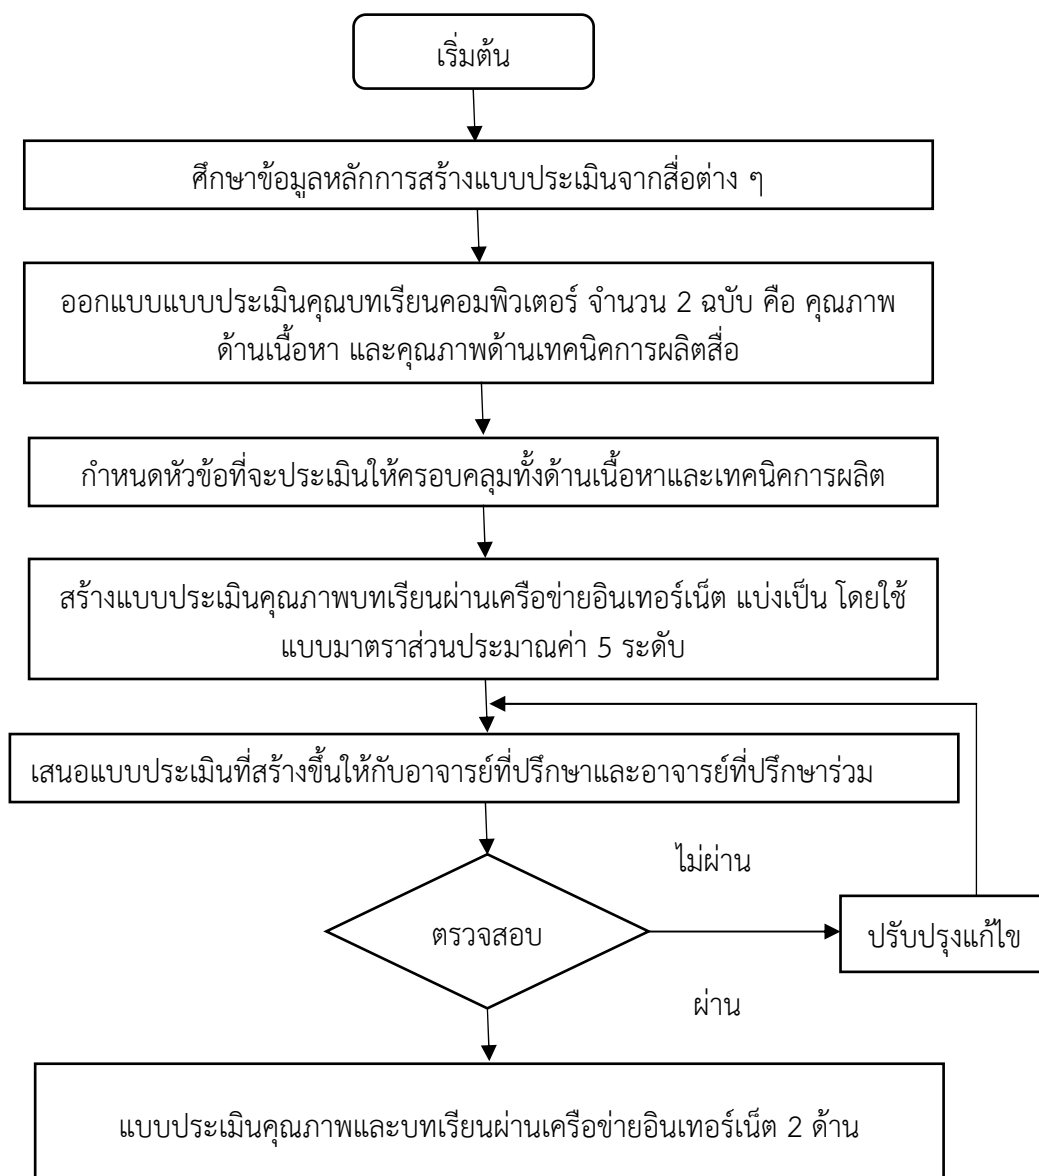 เริ่มต้น
ศึกษาข้อมูลหลักการสร้างแบบประเมินจากสื่อต่าง ๆ
ออกแบบแบบประเมินคุณบทเรียนคอมพิวเตอร์ จำนวน 2 ฉบับ คือ คุณภาพ
ด้านเนื้อหา และคุณภาพด้านเทคนิคการผลิตสื่อ
กำหนดหัวข้อที่จะประเมินให้ครอบคลุมทั้งด้านเนื้อหาและเทคนิคการผลิต
สร้างแบบประเมินคุณภาพบทเรียนผ่านเครือข่ายอินเทอร์เน็ต แบ่งเป็น โดยใช้
แบบมาตราส่วนประมาณค่า 5 ระดับ
เสนอแบบประเมินที่สร้างขึ้นให้กับอาจารย์ที่ปรึกษาและอาจารย์ที่ปรึกษาร่วม
ไม่ผ่าน
ตรวจสอบ
ปรับปรุงแก้ไข
ผ่าน
แบบประเมินคุณภาพและบทเรียนผ่านเครือข่ายอินเทอร์เน็ต 2 ด้าน